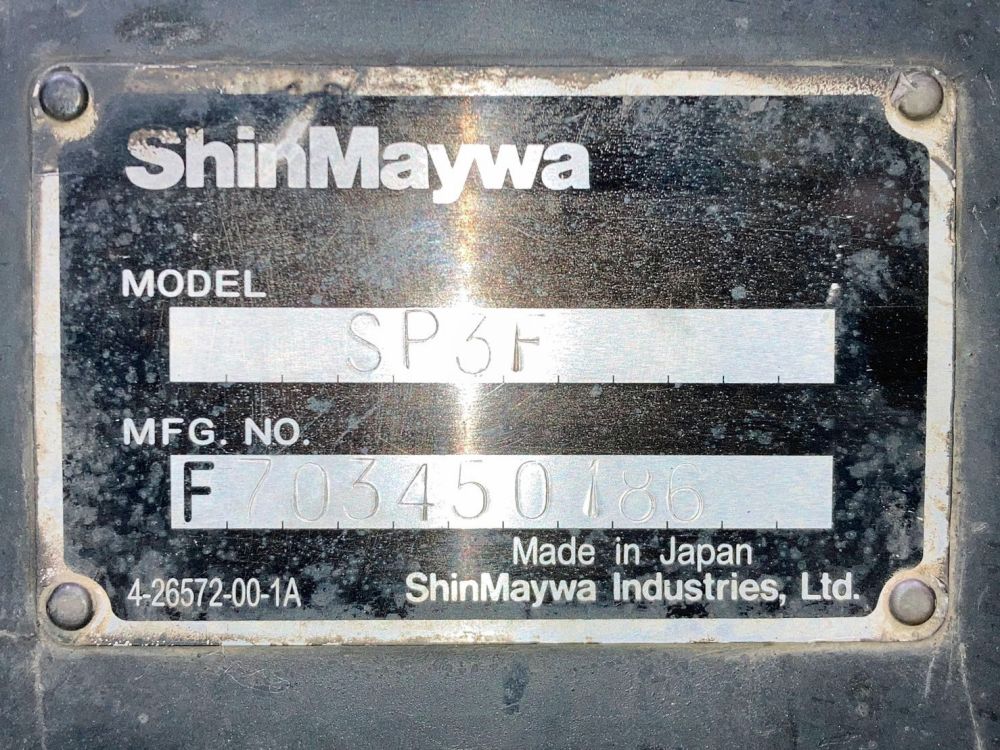 ShinMaywa
MODEL
SP3F
MFG. NO.
F703450186
Made in Japan
4-26572-00-1A
ShinMaywa Industries, Ltd.